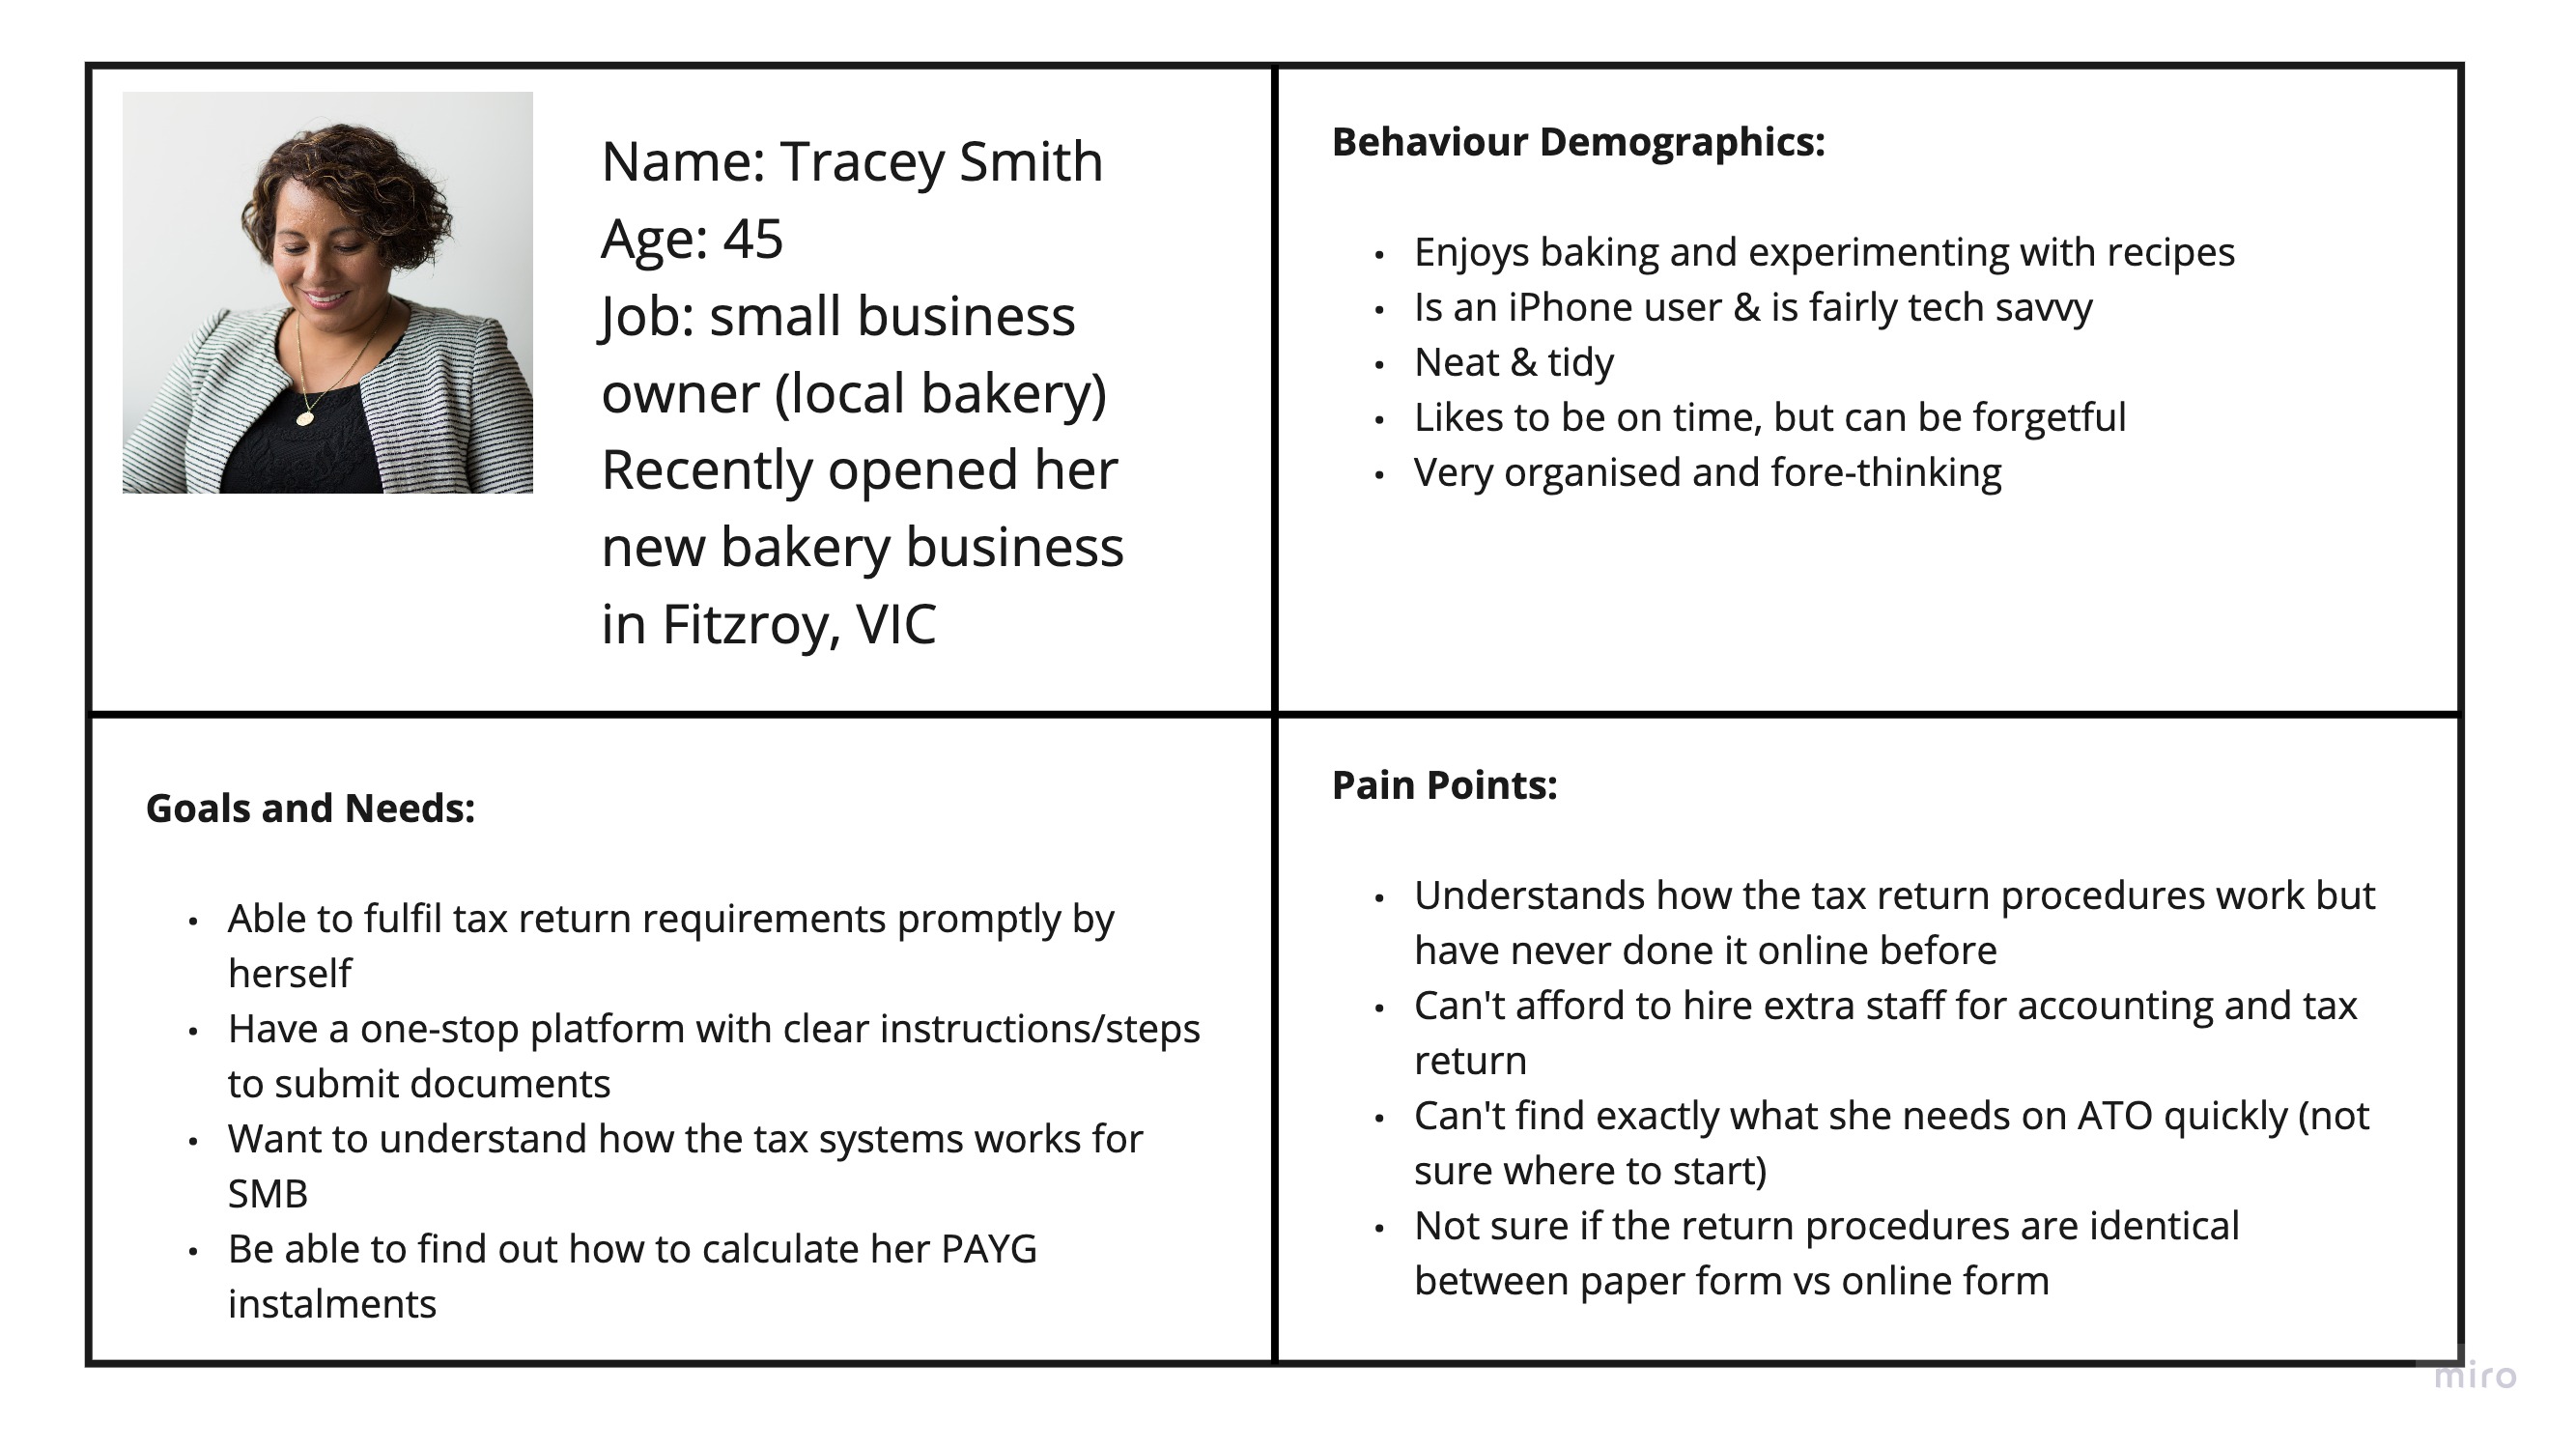 Name: Tracey Smith
Age: 45
Job: small business
owner (local bakery)
Recently opened her
new bakery business
in Fitzroy, VIC
Behaviour Demographics:
• Enjoys baking and experimenting with recipes
• Is an iPhone user & is fairly tech savvy
• Neat & tidy
• Likes to be on time, but can be forgetful
• Very organised and fore-thinking
Goals and Needs:
• Able to fulfil tax return requirements promptly by
herself
• Have a one-stop platform with clear instructions/steps
to submit documents
• Want to understand how the tax systems works for
SMB
• Be able to find out how to calculate her PAYG
instalments
Pain Points:
• Understands how the tax return procedures work but
have never done it online before
• Can't afford to hire extra staff for accounting and tax
return
• Can't find exactly what she needs on ATO quickly (not
sure where to start)
• Not sure if the return procedures are identical
between paper form vs online form
miro